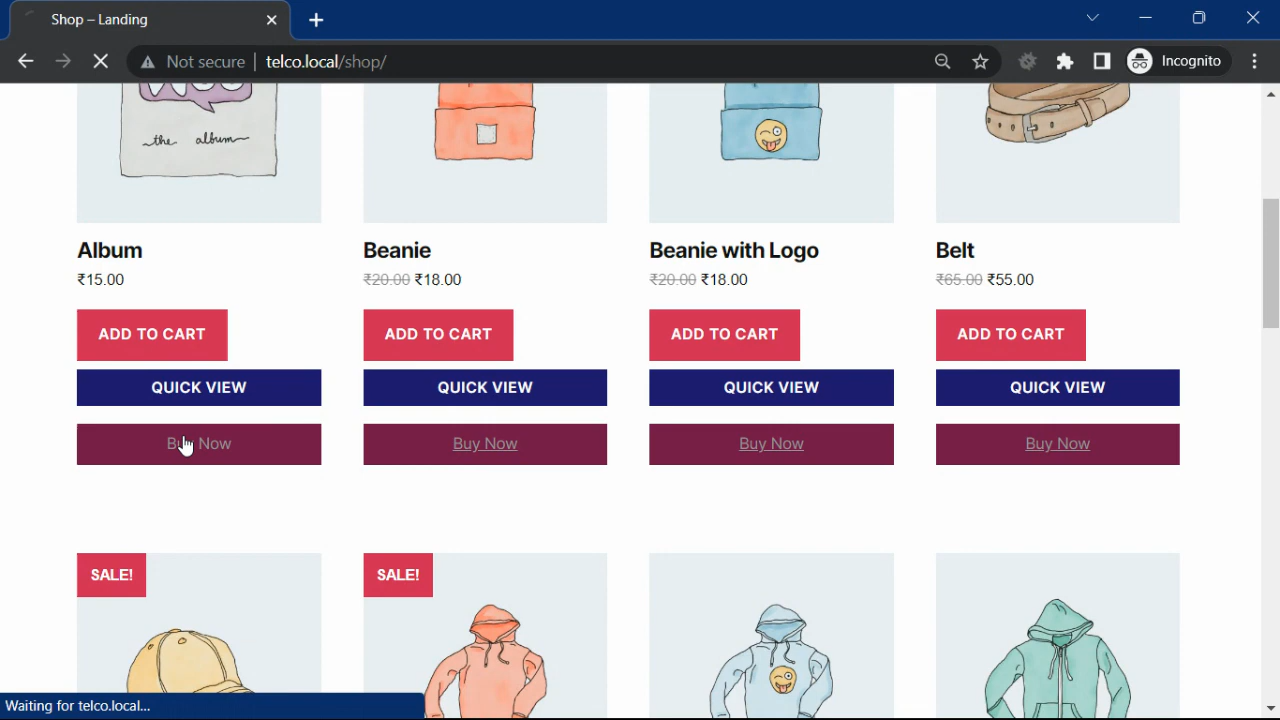 Shop – Landing
Not secure telco.local/shop/ Incognito
the album
Album Beanie Beanie with Logo Belt
₹15.00 ₹20.00 ₹18.00 ₹20.00 ₹18.00 ₹65.00 ₹55.00
ADD TO CART ADD TO CART ADD TO CART ADD TO CART
QUICK VIEW QUICK VIEW QUICK VIEW QUICK VIEW
Buy Now Buy Now Buy Now Buy Now
SALE! SALE!
Waiting for telco.local...